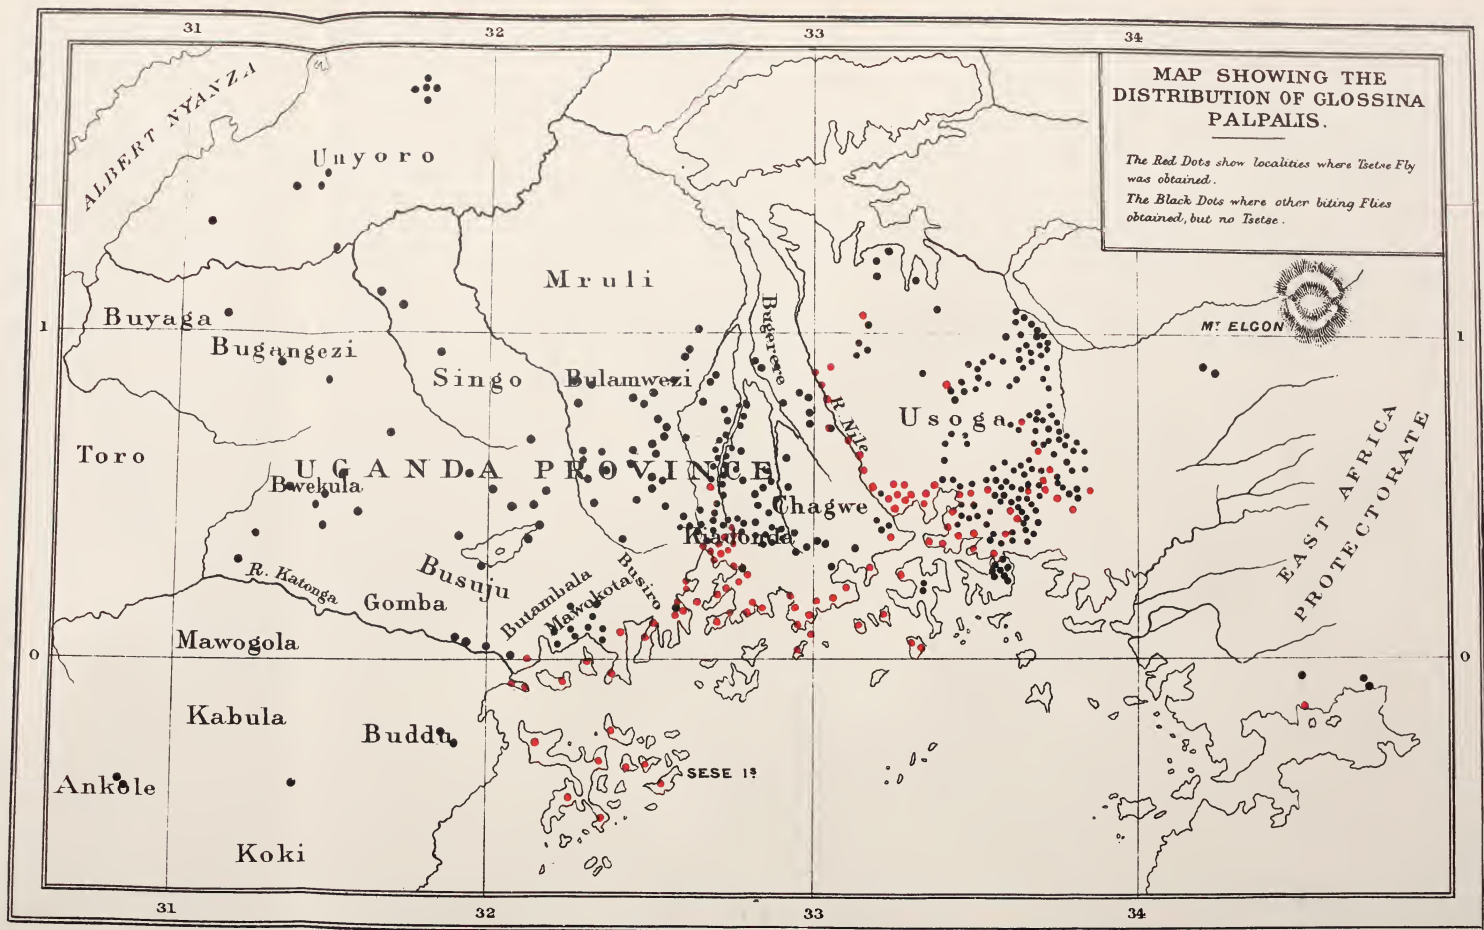 31 32 33 34
MAP SHOWING THE
DISTRIBUTION OF GLOSSINA
PALPALIS.
The Red Dots show localities where Tsetse Fly
was obtained.
The Black Dots where other biting Flies
obtained, but no Tsetse.
ALBERT NYANZA
Unyoro
Mruli
Buyaga
Bugangezi
Singo
Bulamwezi
Bugerere
Mᵀ ELGON
1 1
Usoga
R. Nile
Toro
UGANDA PROVINCE
Bwekula
Chagwe
Kiadonda
EAST AFRICA
PROTECTORATE
R. Katonga
Busuju
Gomba
Butambala
Mawokota
Busiro
Mawogola
0 0
Kabula
Buddu
SESE Iˢ
Ankole
Koki
31 32 33 34